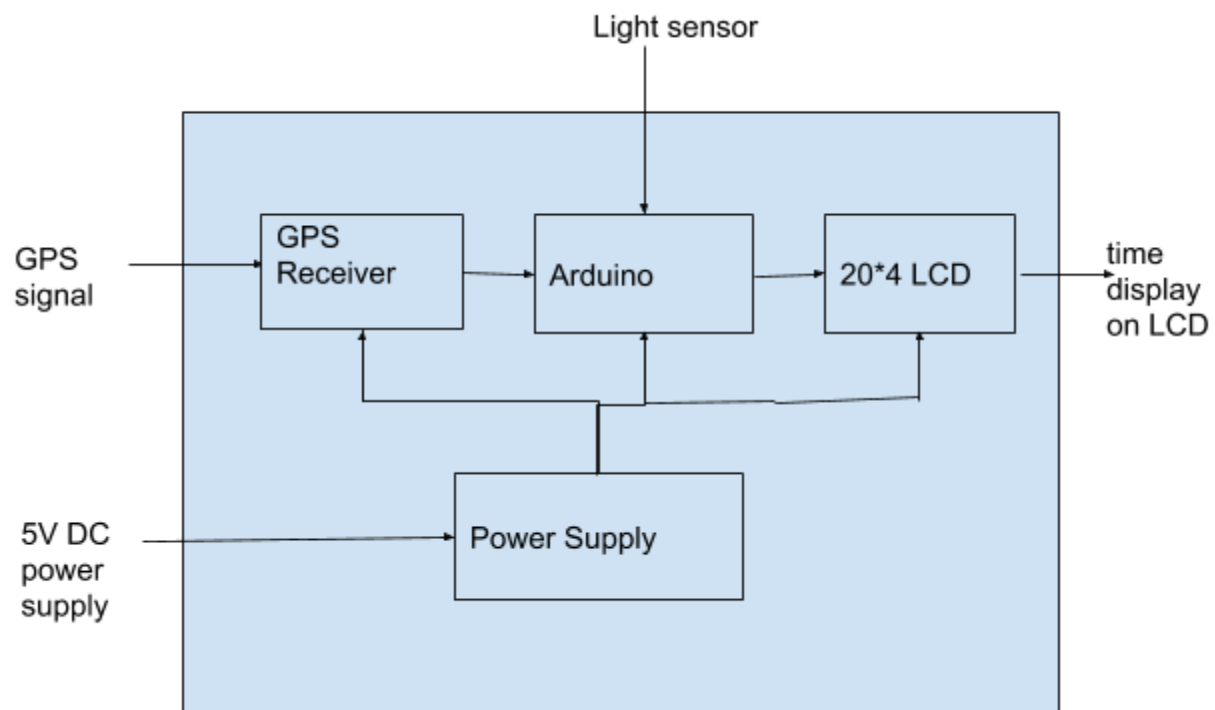 Light sensor
GPS
signal
GPS
Receiver
Arduino
20*4 LCD
time
display
on LCD
5V DC
power
supply
Power Supply